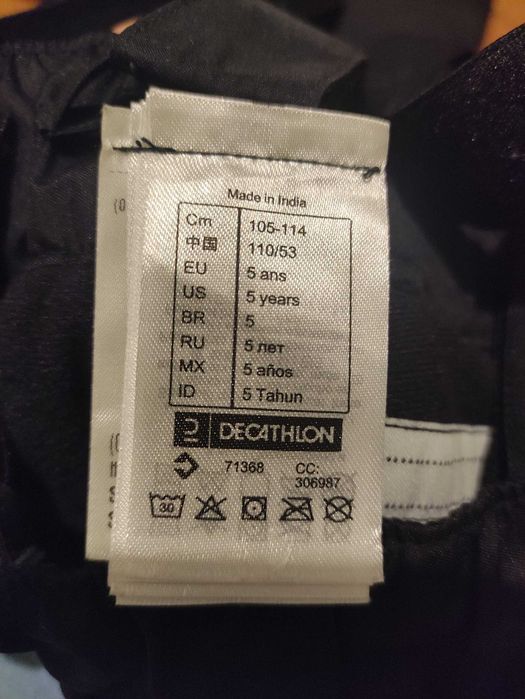 Made in India
Cm 105-114
中国 110/53
EU 5 ans
US 5 years
BR 5
RU 5 лет
MX 5 años
ID 5 Tahun
DECATHLON
71368 CC:
306987
30